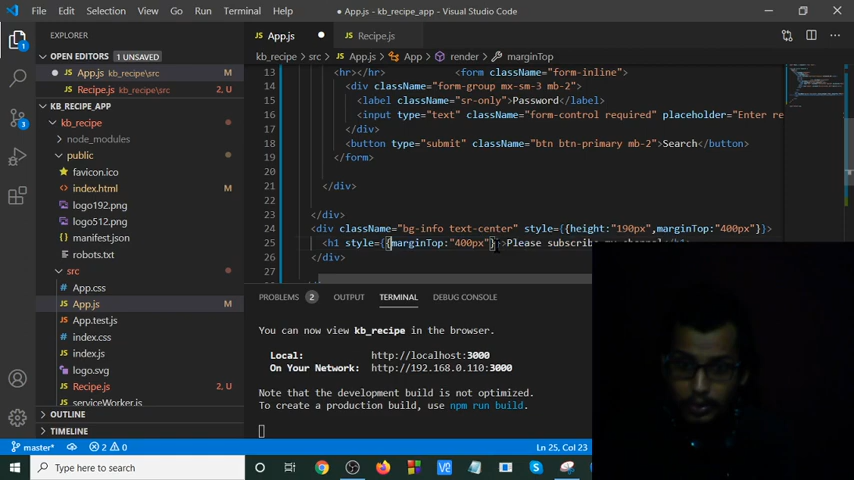 File Edit Selection View Go Run Terminal Help
● App.js - kb_recipe_app - Visual Studio Code
EXPLORER
OPEN EDITORS 1 UNSAVED
App.js kb_recipe\src M
Recipe.js kb_recipe\src 2, U
KB_RECIPE_APP
kb_recipe
node_modules
public
favicon.ico
index.html M
logo192.png
logo512.png
manifest.json
robots.txt
src
App.css
App.js M
App.test.js
index.css
index.js
logo.svg
Recipe.js 2, U
serviceWorker.js
OUTLINE
TIMELINE
App.js Recipe.js
kb_recipe > src > App.js > App > render > marginTop
13 <hr></hr> <form className="form-inline">
14 <div className="form-group mx-sm-3 mb-2">
15 <label className="sr-only">Password</label>
16 <input type="text" className="form-control required" placeholder="Enter re
17 </div>
18 <button type="submit" className="btn btn-primary mb-2">Search</button>
19 </form>
20
21 </div>
22
23 </div>
24 <div className="bg-info text-center" style={{height:"190px",marginTop:"400px"}}>
25 <h1 style={{marginTop:"400px"}}>Please subscribe my channel</h1>
26 </div>
27
PROBLEMS 2 OUTPUT TERMINAL DEBUG CONSOLE
You can now view kb_recipe in the browser.
Local: http://localhost:3000
On Your Network: http://192.168.0.110:3000
Note that the development build is not optimized.
To create a production build, use npm run build.
master* 2 0
Ln 25, Col 23
Type here to search